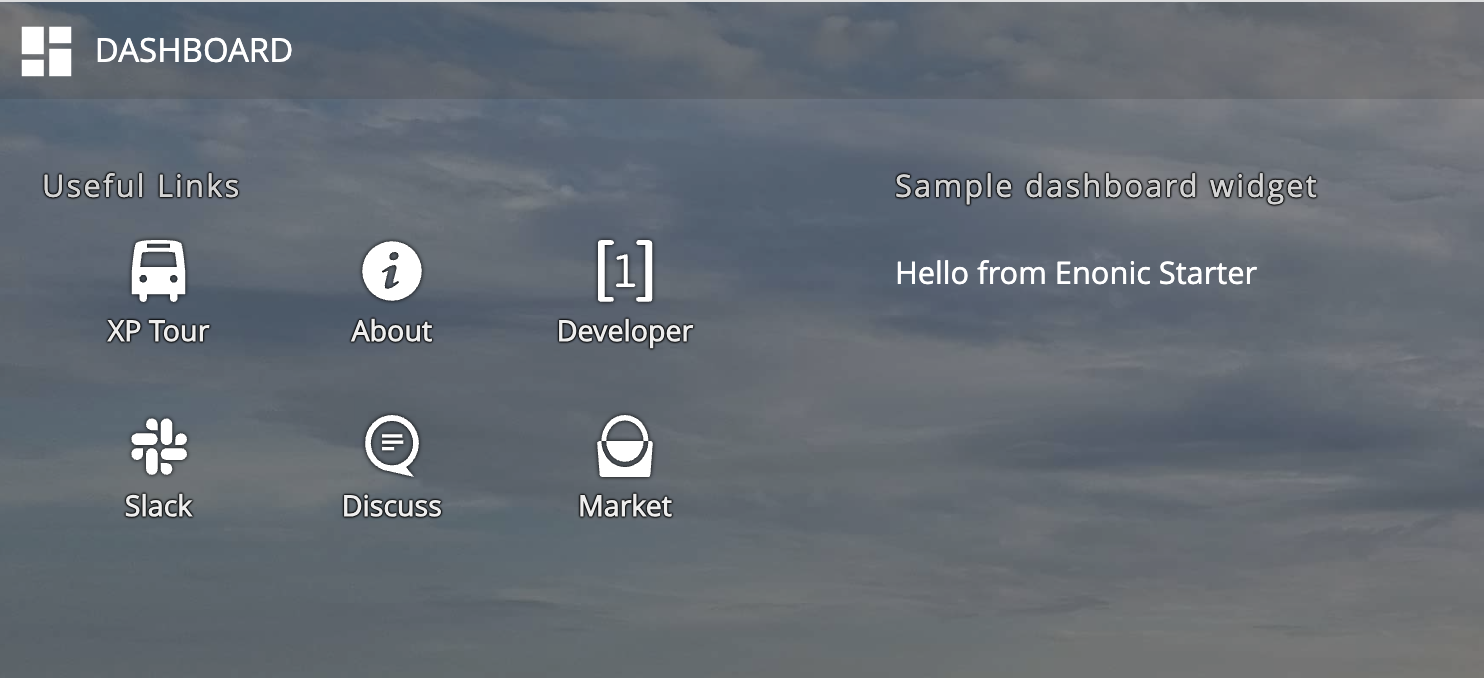 DASHBOARD
Useful Links
XP Tour
About
[1]
Developer
Slack
Discuss
Market
Sample dashboard widget
Hello from Enonic Starter